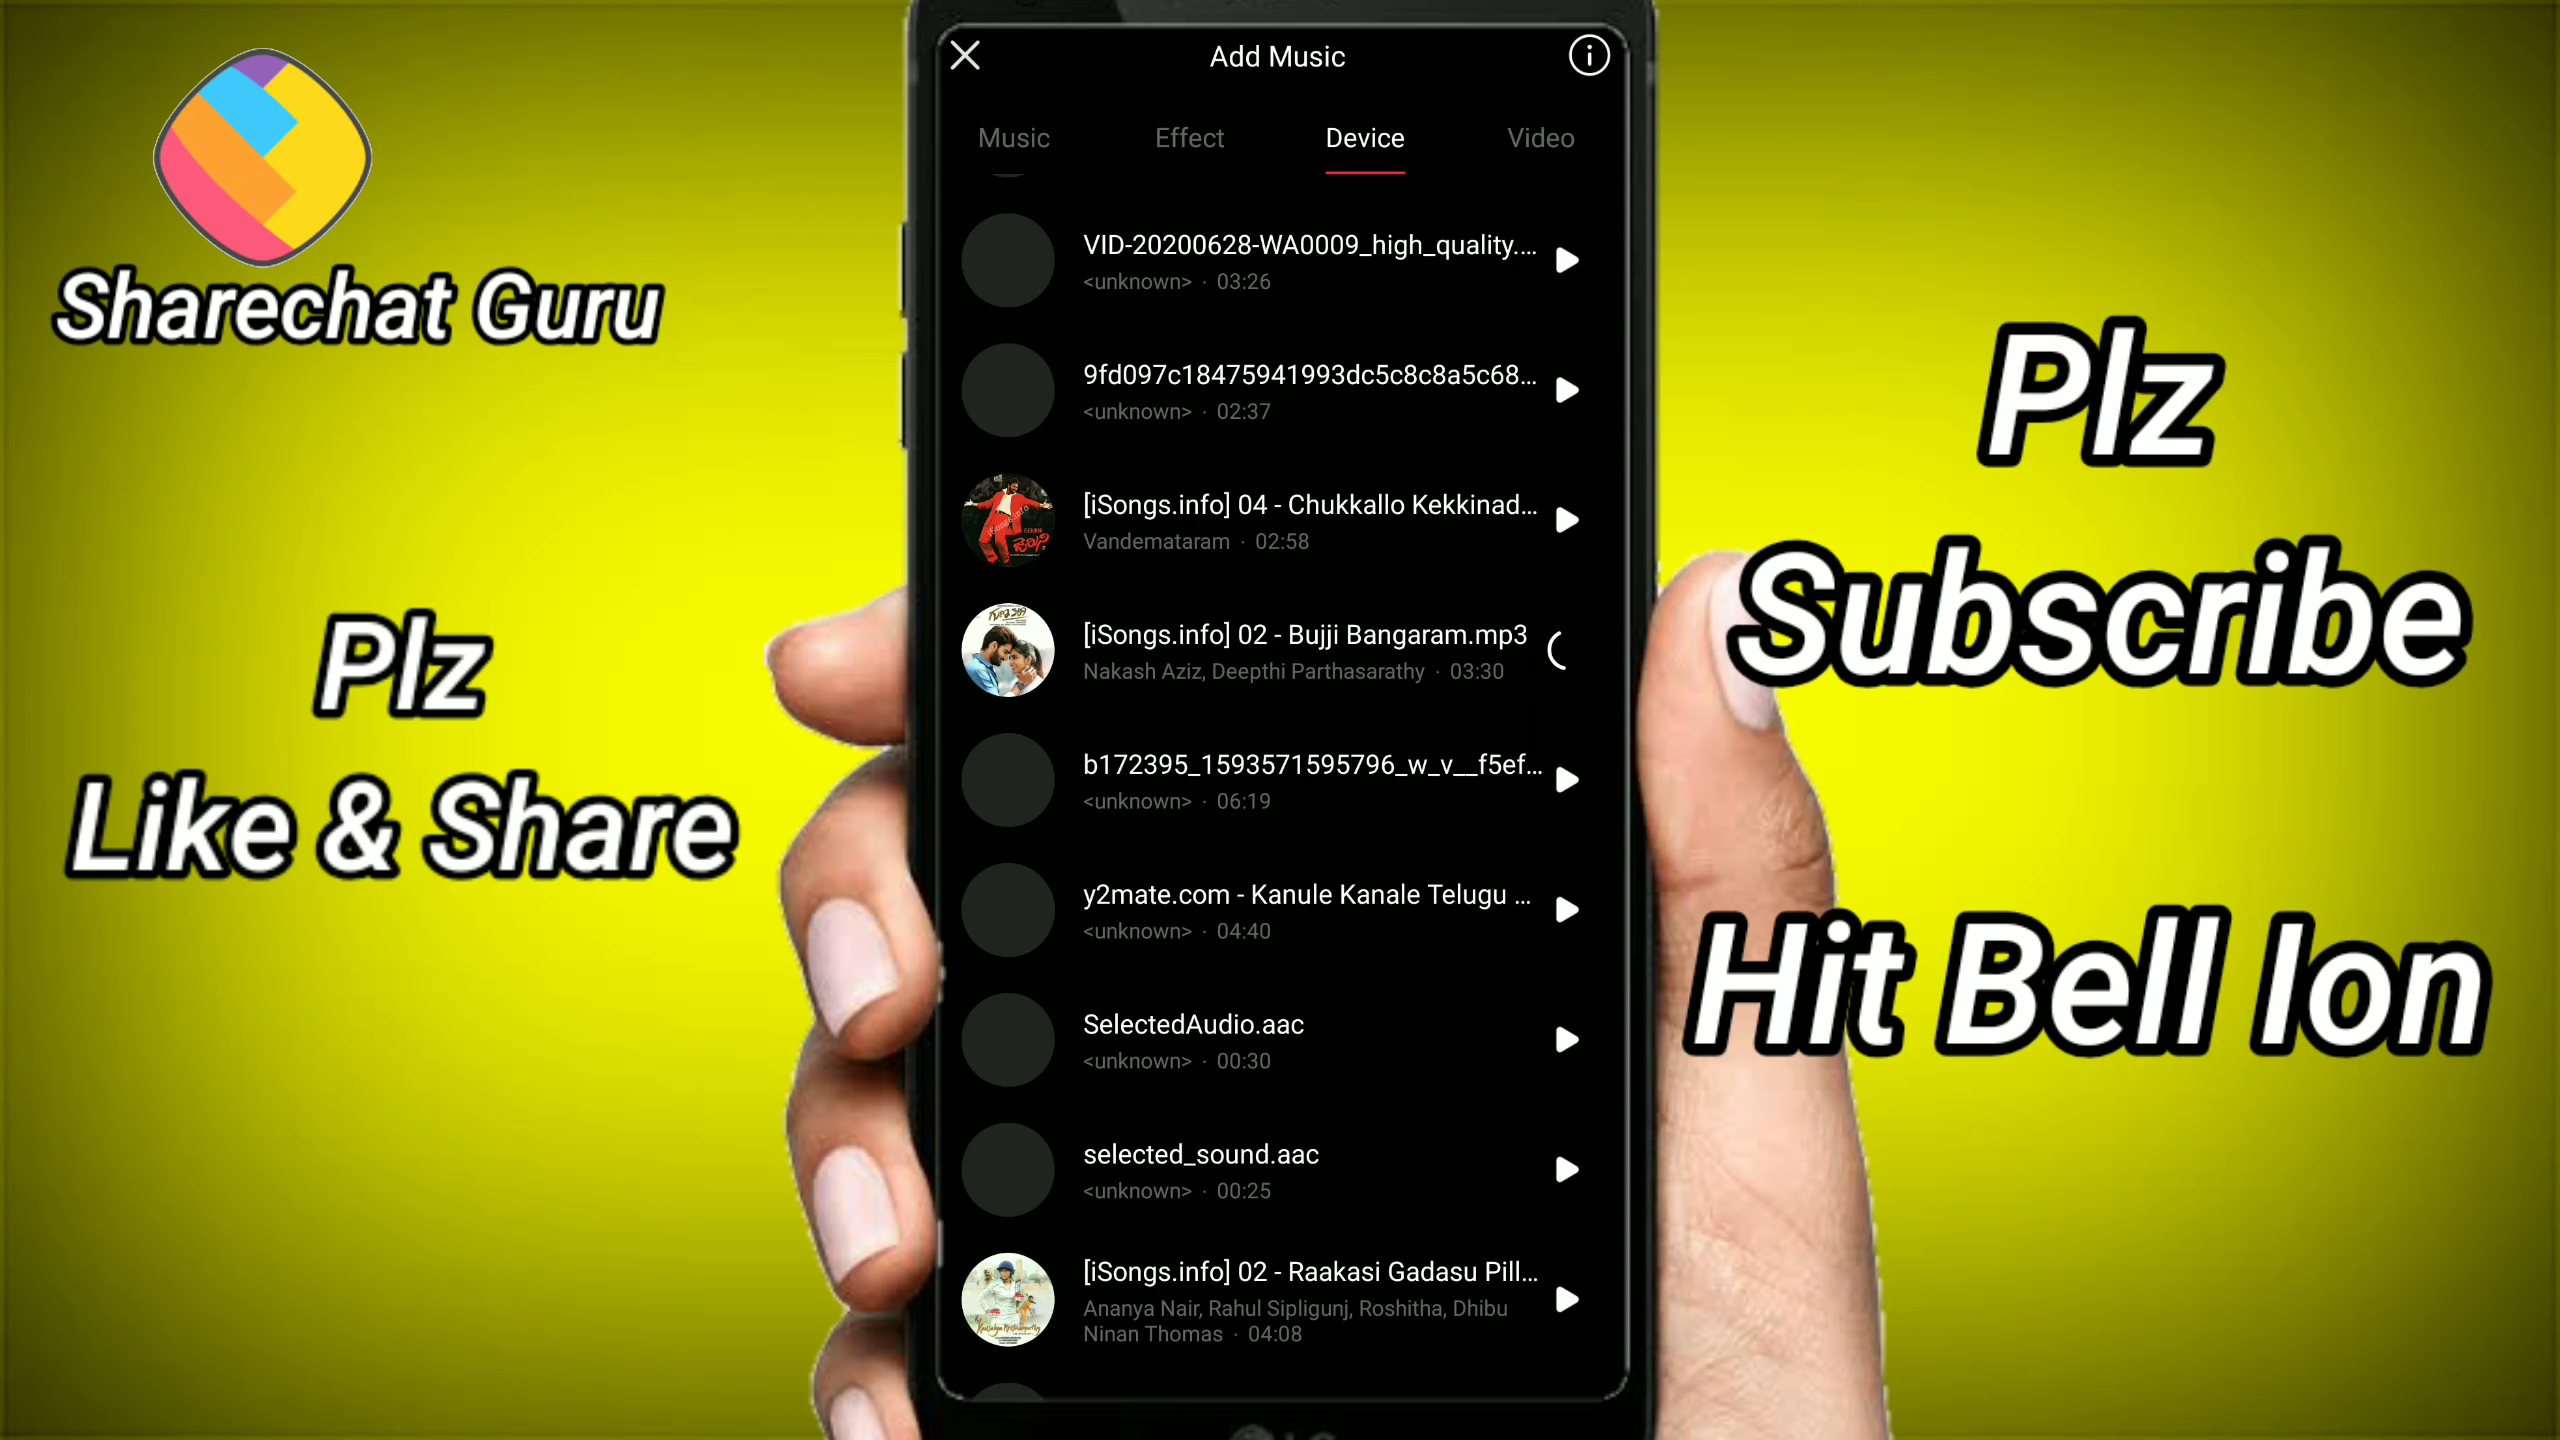 Sharechat Guru
Plz
Like & Share
Add Music
Music Effect Device Video
VID-20200628-WA0009_high_quality....
<unknown> · 03:26
9fd097c18475941993dc5c8c8a5c68...
<unknown> · 02:37
[iSongs.info] 04 - Chukkallo Kekkinad...
Vandemataram · 02:58
[iSongs.info] 02 - Bujji Bangaram.mp3
Nakash Aziz, Deepthi Parthasarathy · 03:30
b172395_1593571595796_w_v__f5ef...
<unknown> · 06:19
y2mate.com - Kanule Kanale Telugu ...
<unknown> · 04:40
SelectedAudio.aac
<unknown> · 00:30
selected_sound.aac
<unknown> · 00:25
[iSongs.info] 02 - Raakasi Gadasu Pill...
Ananya Nair, Rahul Sipligunj, Roshitha, Dhibu
Ninan Thomas · 04:08
Plz
Subscribe
Hit Bell Ion